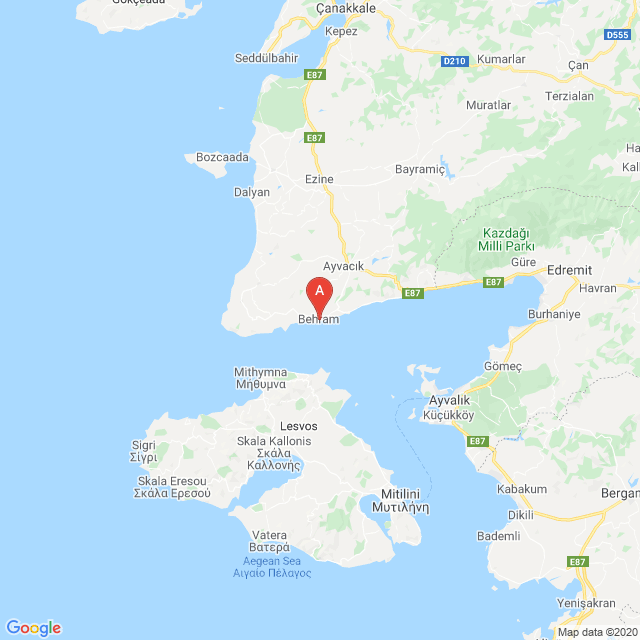 Gökçeada
Çanakkale
Kepez
D555
Seddülbahir
D210
Kumarlar
Çan
E87
Terzialan
Muratlar
E87
Bozcaada
Ezine
Bayramiç
Dalyan
Kazdağı
Milli Parkı
Ayvacık
Güre
Edremit
E87
Havran
E87
A
Behram
Burhaniye
Mithymna
Μήθυμνα
Gömeç
Ayvalık
Küçükköy
Lesvos
Sigri
Σίγρι
Skala Kallonis
Σκάλα
Καλλονής
E87
Skala Eresou
Σκάλα Ερεσού
Mitilini
Μυτιλήνη
Kabakum
Bergan
Dikili
Vatera
Βατερά
Bademli
Aegean Sea
Αιγαίο Πέλαγος
E87
Yenişakran
Google
Map data ©2020